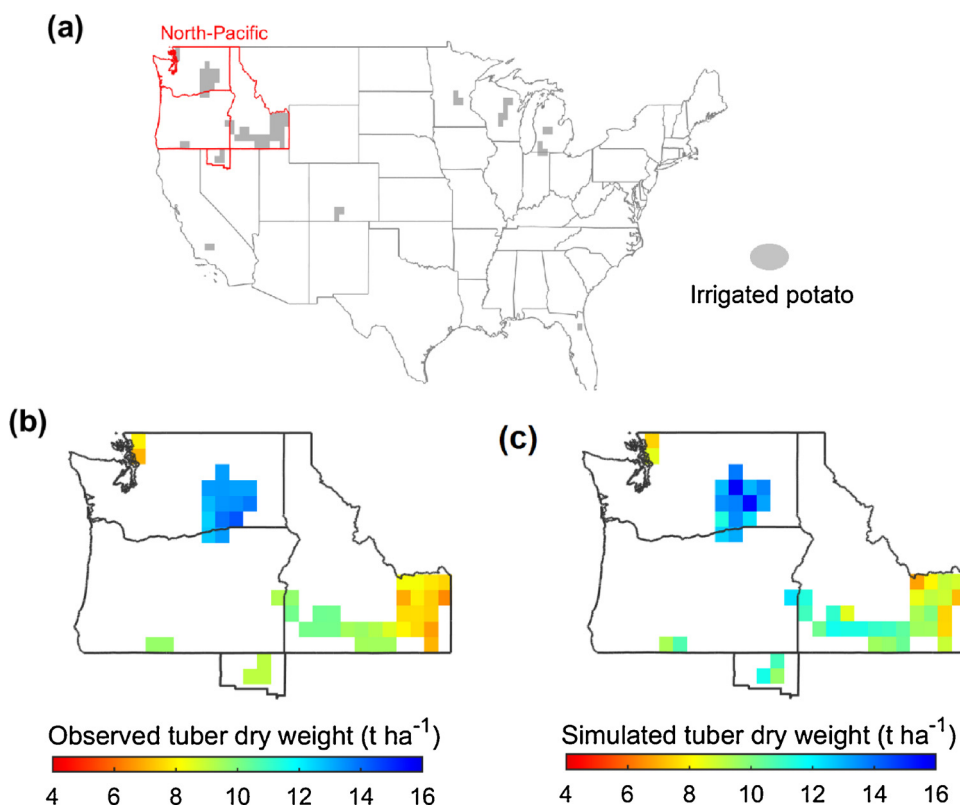 (a)
North-Pacific
Irrigated potato
(b)
(c)
Observed tuber dry weight (t ha⁻¹)
4 6 8 10 12 14 16
Simulated tuber dry weight (t ha⁻¹)
4 6 8 10 12 14 16